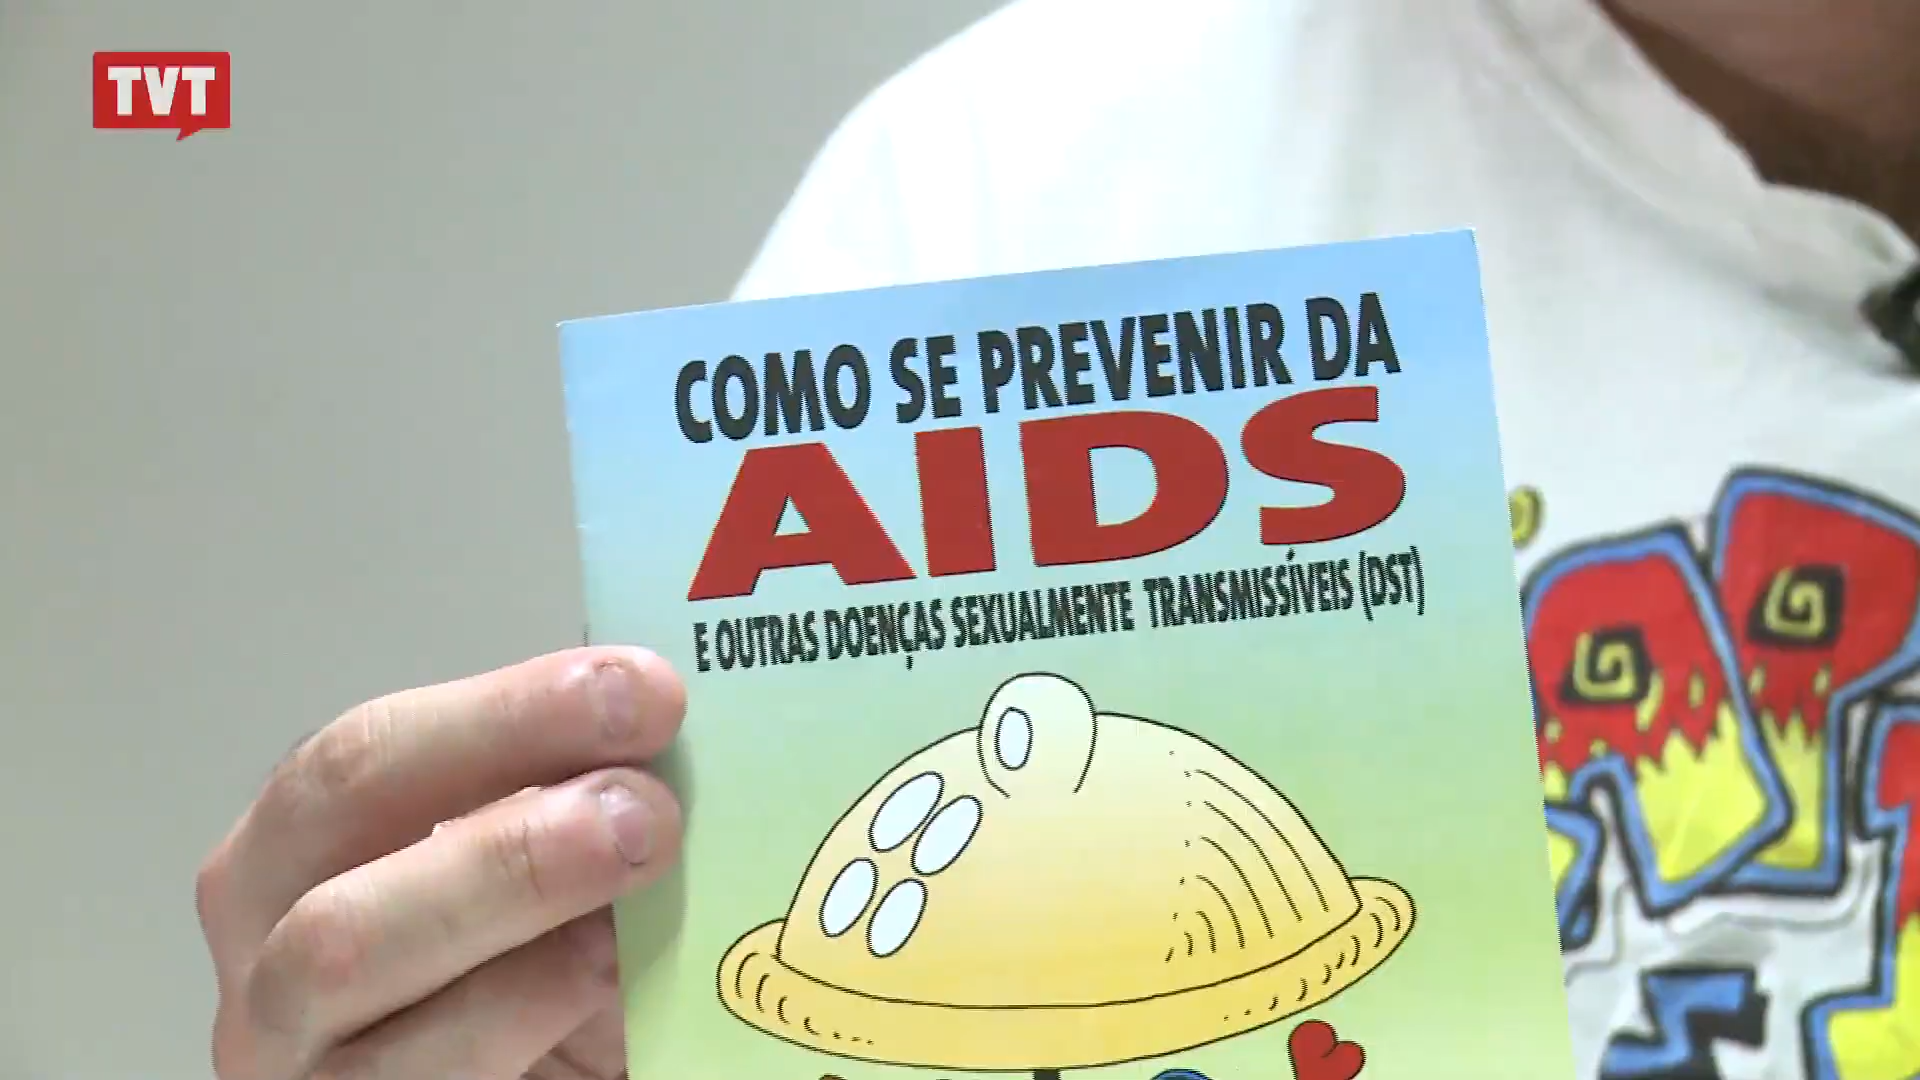 TVT
COMO SE PREVENIR DA
AIDS
E OUTRAS DOENÇAS SEXUALMENTE TRANSMISSÍVEIS (DST)